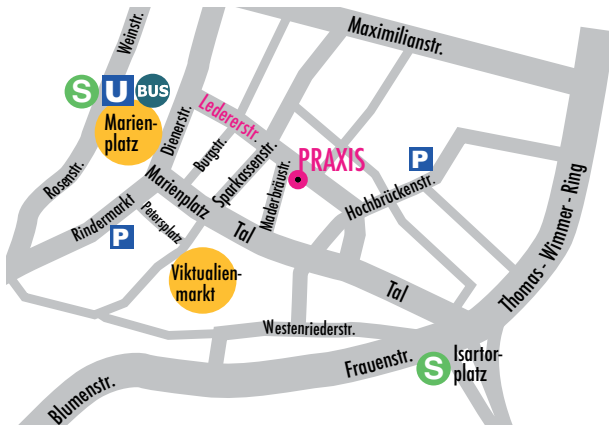 Maximilianstr.
Weinstr.
S
U
BUS
Marien-
platz
Dienerstr.
Ledererstr.
Burgstr.
Sparkassenstr.
Maderbräustr.
PRAXIS
P
Hochbrückenstr.
Rosenstr.
Marienplatz
Rindermarkt
Petersplatz
P
Tal
Viktualien-
markt
Tal
Thomas - Wimmer - Ring
Westenriederstr.
Frauenstr.
S
Isartor-
platz
Blumenstr.